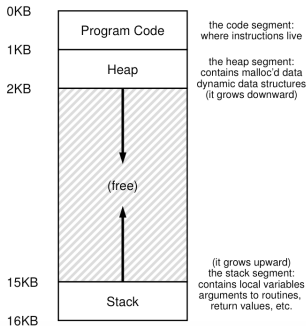 0KB
Program Code
the code segment:
where instructions live
1KB
Heap
the heap segment:
contains malloc'd data
dynamic data structures
(it grows downward)
2KB
(free)
(it grows upward)
the stack segment:
contains local variables
arguments to routines,
return values, etc.
15KB
Stack
16KB